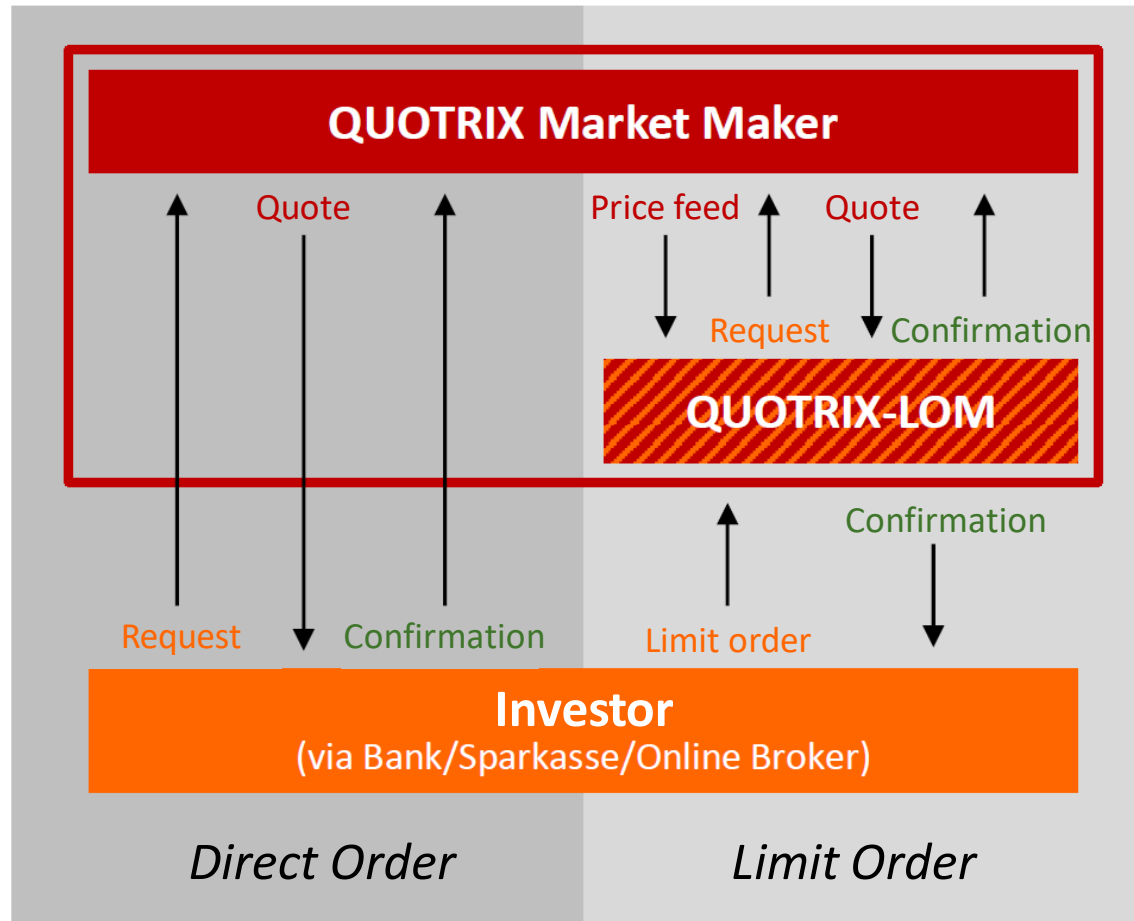 QUOTRIX Market Maker
Quote
Price feed
Quote
Request
Confirmation
QUOTRIX-LOM
Confirmation
Request
Confirmation
Limit order
Investor
(via Bank/Sparkasse/Online Broker)
Direct Order
Limit Order